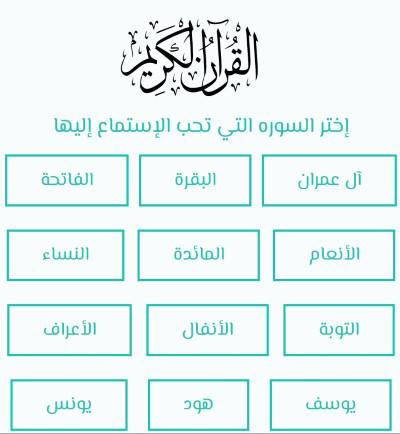 القرآن الكريم
إختر السوره التي تحب الإستماع إليها
آل عمران البقرة الفاتحة
الأنعام المائدة النساء
التوبة الأنفال الأعراف
يوسف هود يونس